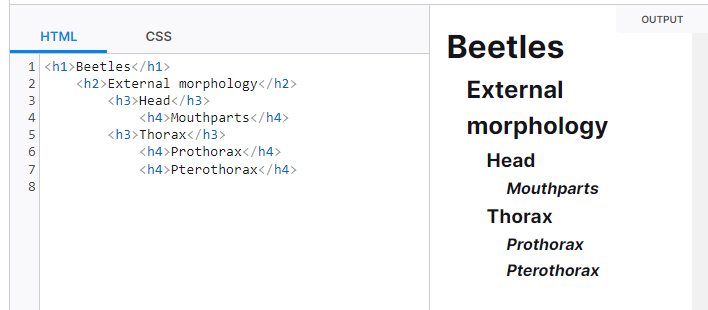 HTML CSS
1 <h1>Beetles</h1>
2     <h2>External morphology</h2>
3         <h3>Head</h3>
4             <h4>Mouthparts</h4>
5         <h3>Thorax</h3>
6             <h4>Prothorax</h4>
7             <h4>Pterothorax</h4>
8
OUTPUT
Beetles
External
morphology
Head
Mouthparts
Thorax
Prothorax
Pterothorax